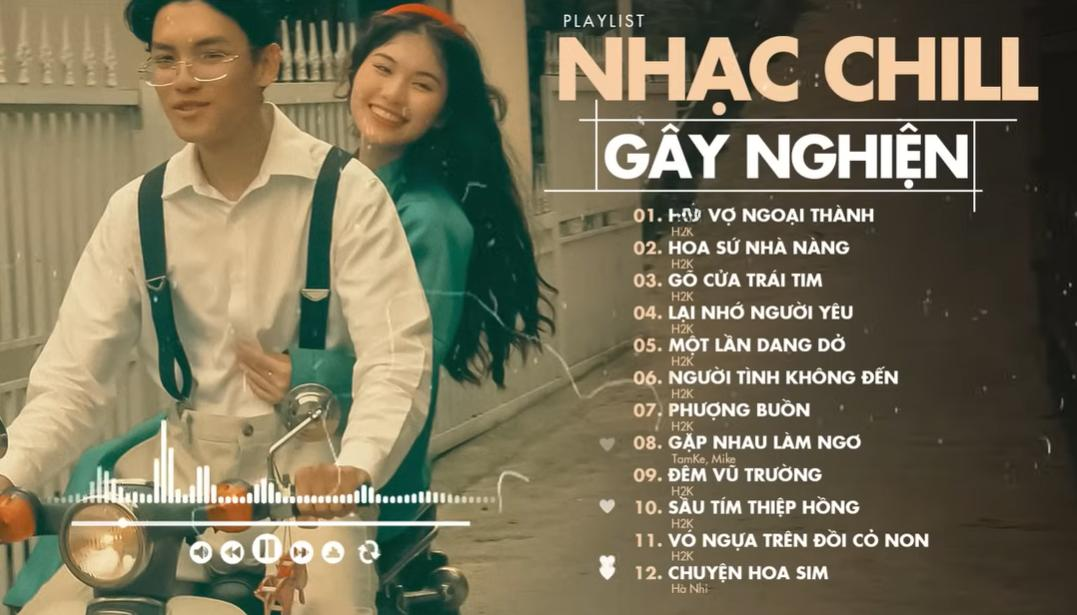 PLAYLIST
NHẠC CHILL
GÂY NGHIỆN
01. VỢ NGOẠI THÀNH
H2K
02. HOA SỨ NHÀ NÀNG
H2K
03. GÕ CỬA TRÁI TIM
H2K
04. LẠI NHỚ NGƯỜI YÊU
H2K
05. MỘT LẦN DANG DỞ
H2K
06. NGƯỜI TÌNH KHÔNG ĐẾN
H2K
07. PHƯỢNG BUỒN
H2K
08. GẶP NHAU LÀM NGƠ
TamKe, Mike
09. ĐÊM VŨ TRƯỜNG
H2K
10. SẦU TÍM THIỆP HỒNG
H2K
11. VÓ NGỰA TRÊN ĐỒI CỎ NON
H2K
12. CHUYỆN HOA SIM
Hà Nhi